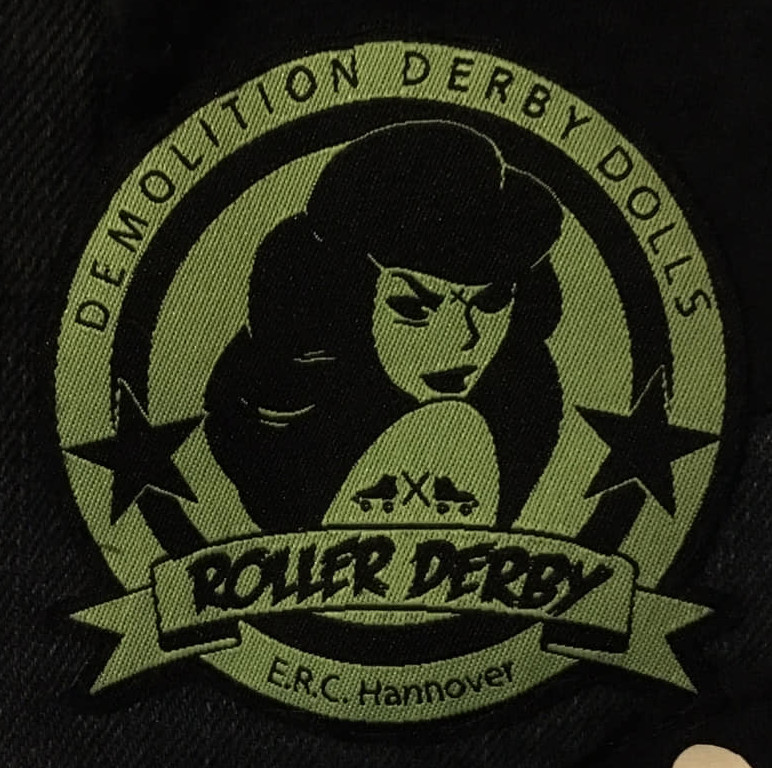 DEMOLITION DERBY DOLLS
ROLLER DERBY
E.R.C. Hannover